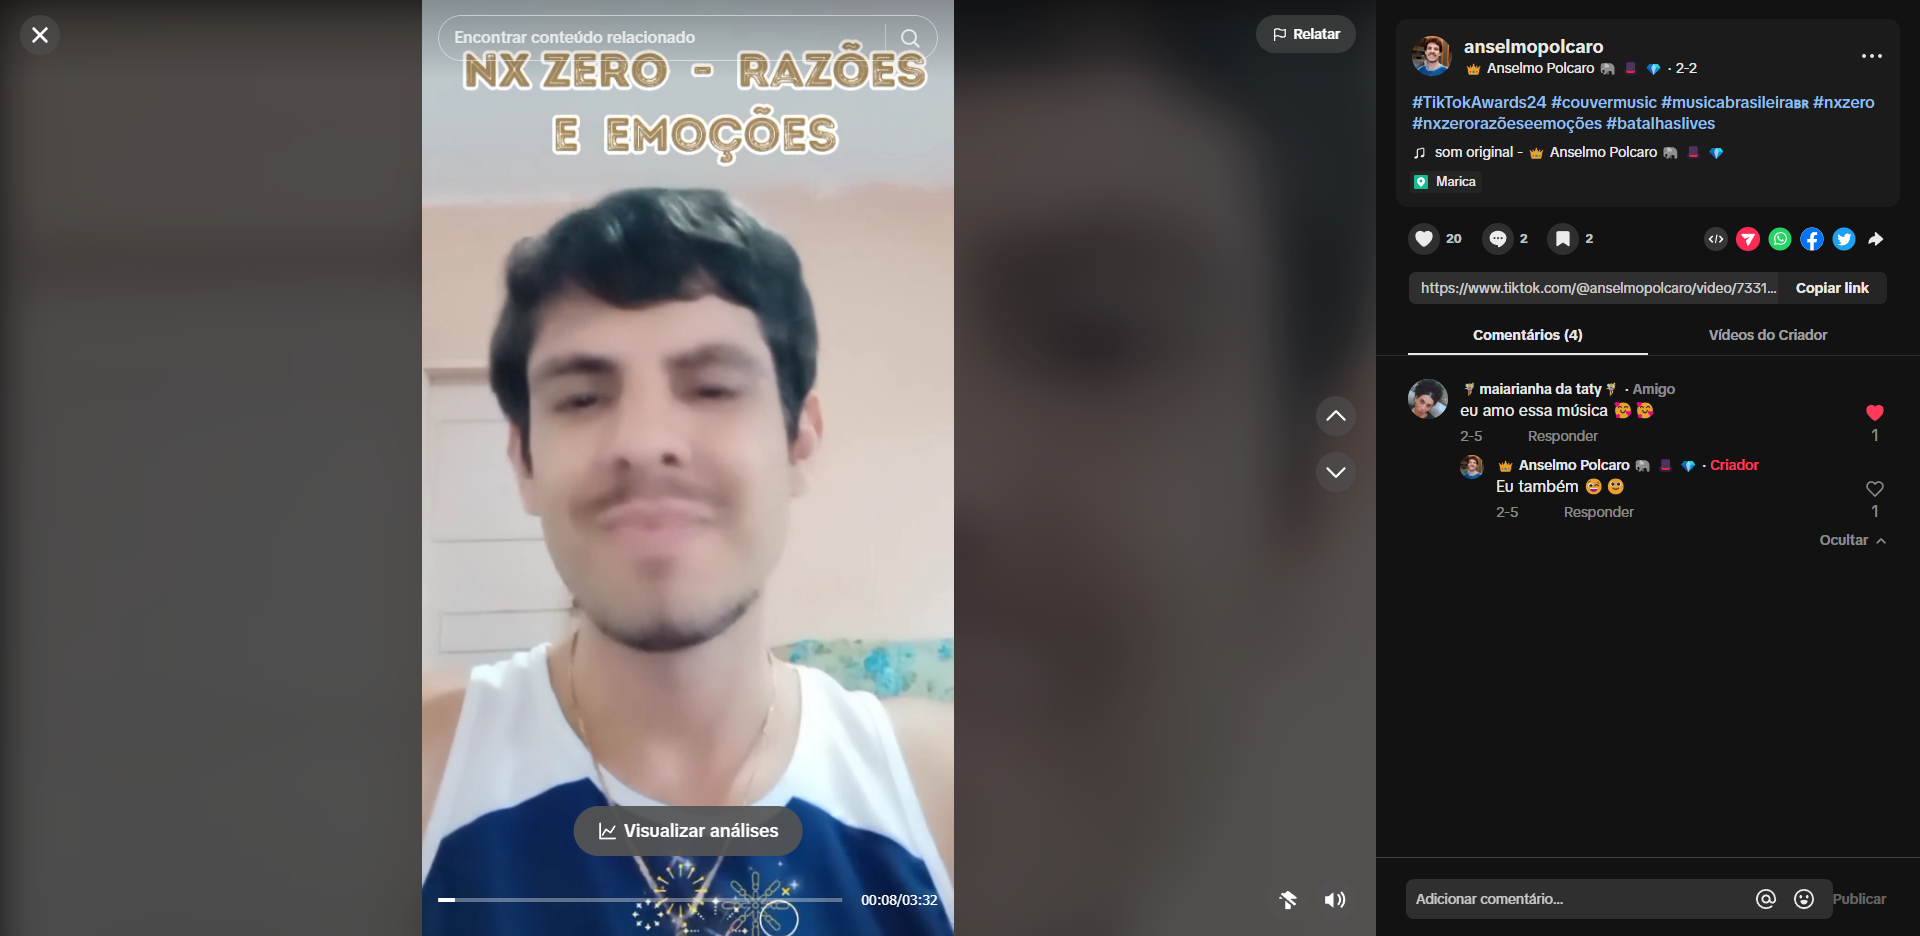 Encontrar conteúdo relacionado
NX ZERO - RAZÕES
E EMOÇÕES
Relatar
Visualizar análises
00:08/03:32
anselmopolcaro
Anselmo Polcaro · 2-2
#TikTokAwards24 #couvermusic #musicabrasileiraBR #nxzero
#nxzerorazõeseemoções #batalhaslives
som original - Anselmo Polcaro
Marica
20
2
2
https://www.tiktok.com/@anselmopolcaro/video/7331...
Copiar link
Comentários (4)
Vídeos do Criador
maiarianha da taty · Amigo
eu amo essa música
1
2-5 Responder
Anselmo Polcaro · Criador
Eu também
1
2-5 Responder
Ocultar
Adicionar comentário...
Publicar